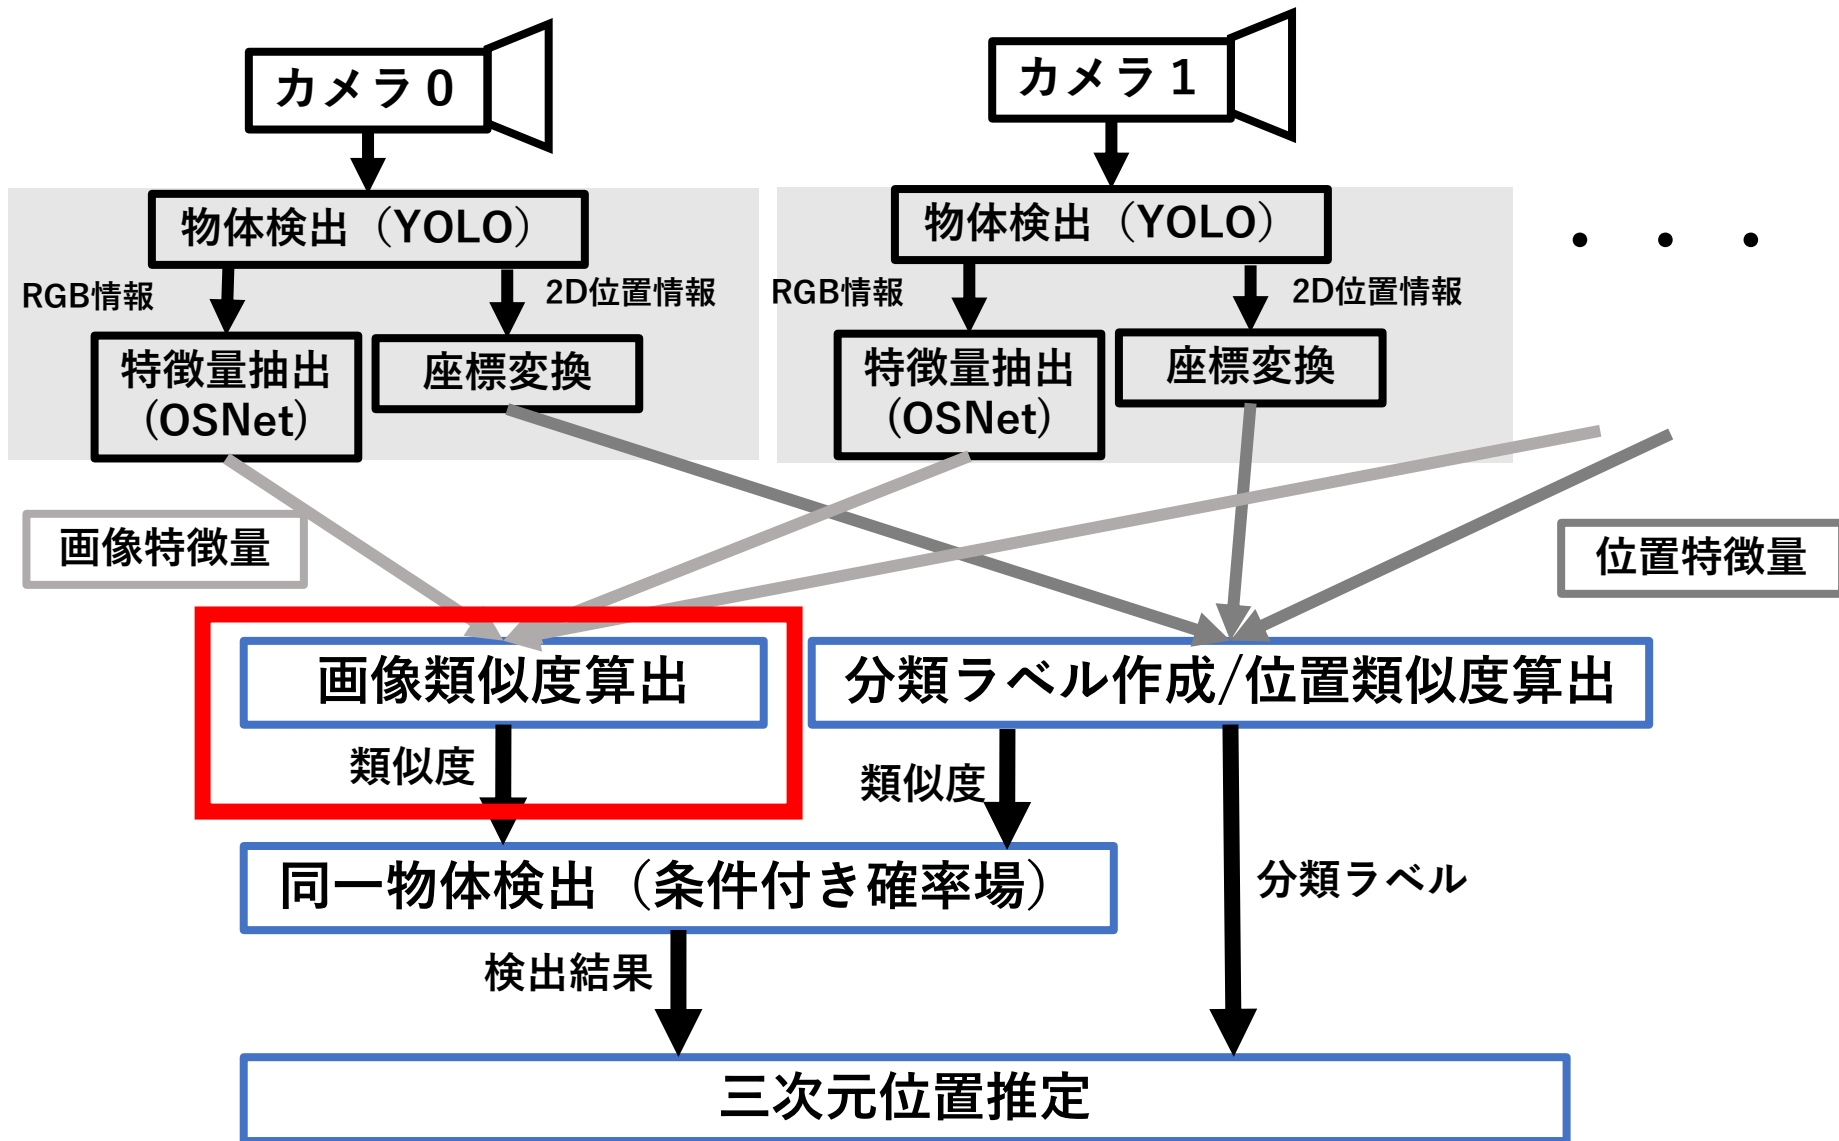 カメラ０
カメラ１
物体検出（YOLO）
物体検出（YOLO）
・・・
RGB情報
2D位置情報
RGB情報
2D位置情報
特徴量抽出
(OSNet)
座標変換
特徴量抽出
(OSNet)
座標変換
画像特徴量
位置特徴量
画像類似度算出
分類ラベル作成/位置類似度算出
類似度
類似度
同一物体検出（条件付き確率場）
分類ラベル
検出結果
三次元位置推定